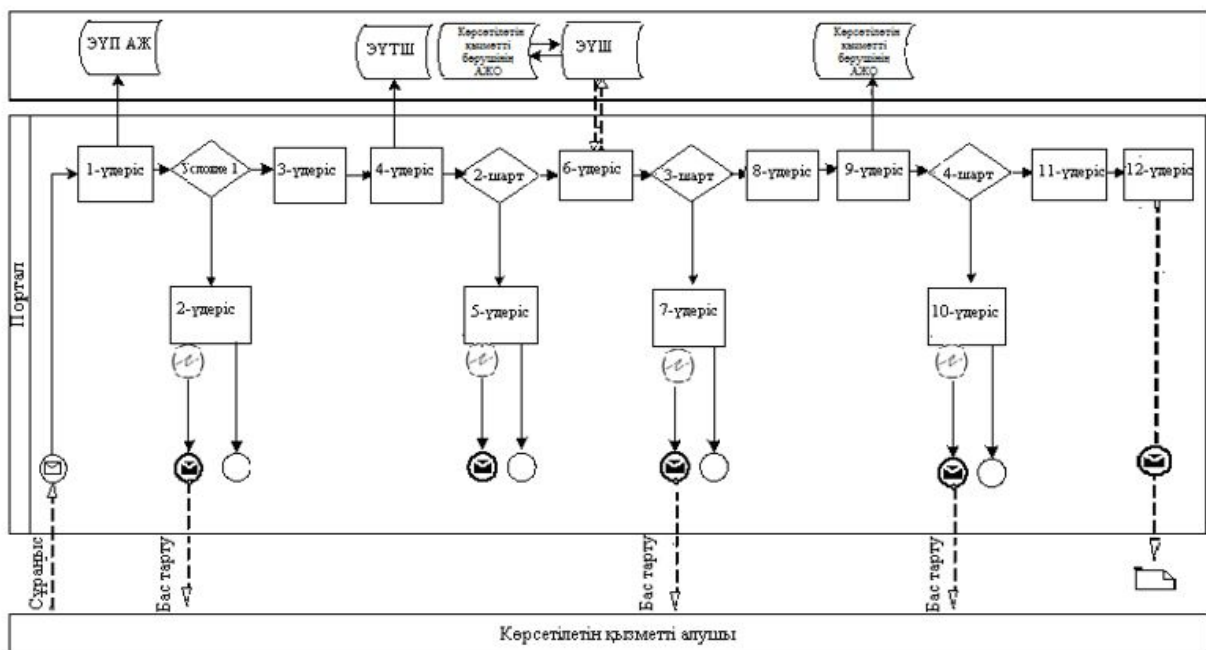 ЭҮП АЖ
ЭҮТШ
Көрсетілетін
қызметті
берушінің
АЖО
ЭҮШ
Көрсетілетін
қызметті
берушінің
АЖО
1-үдеріс
Условие 1
3-үдеріс
4-үдеріс
2-шарт
6-үдеріс
3-шарт
8-үдеріс
9-үдеріс
4-шарт
11-үдеріс
12-үдеріс
Портал
2-үдеріс
5-үдеріс
7-үдеріс
10-үдеріс
Сұраныс
Бас тарту
Бас тарту
Бас тарту
Көрсетілетін қызметті алушы